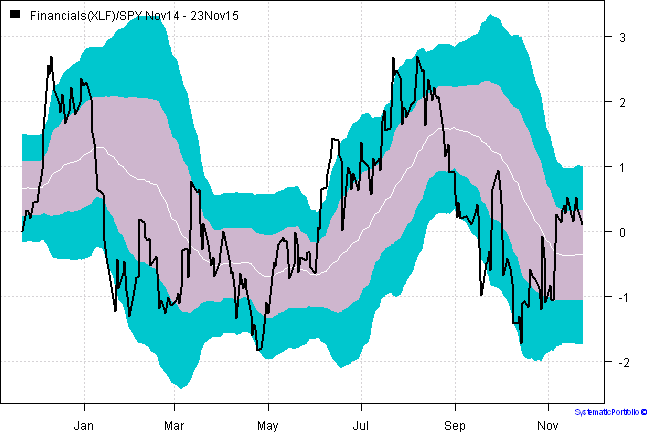 Financials(XLF)/SPY Nov14 - 23Nov15
3
2
1
0
-1
-2
Jan Mar May Jul Sep Nov
SystematicPortfolio ©